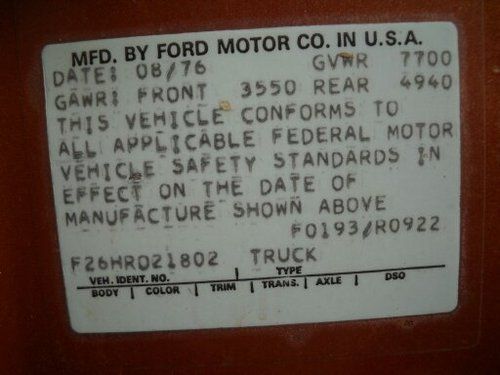 MFD. BY FORD MOTOR CO. IN U.S.A.
DATE: 08/76 GVWR 7700
GAWR: FRONT 3550 REAR 4940
THIS VEHICLE CONFORMS TO
ALL APPLICABLE FEDERAL MOTOR
VEHICLE SAFETY STANDARDS IN
EFFECT ON THE DATE OF
MANUFACTURE SHOWN ABOVE
F0193/R0922
F26HR021802 TRUCK
VEH. IDENT. NO. TYPE
BODY COLOR TRIM TRANS. AXLE DSO